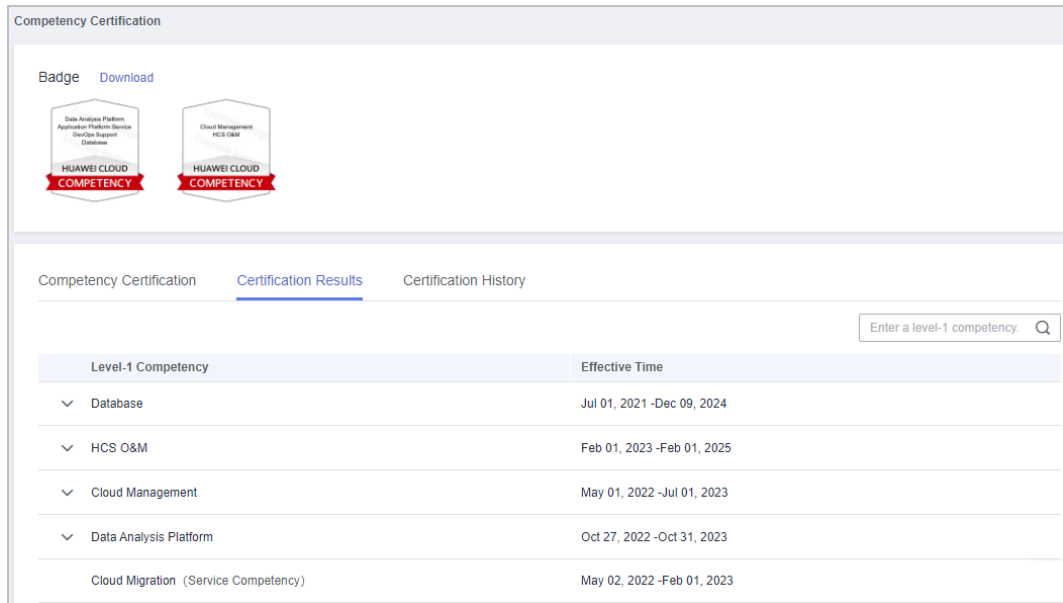 Competency Certification
Badge Download
Data Analysis Platform
Application Platform Service
DevOps Support
Database
HUAWEI CLOUD
COMPETENCY
Cloud Management
HCS O&M
HUAWEI CLOUD
COMPETENCY
Competency Certification Certification Results Certification History
Enter a level-1 competency.
Level-1 Competency Effective Time
Database Jul 01, 2021 -Dec 09, 2024
HCS O&M Feb 01, 2023 -Feb 01, 2025
Cloud Management May 01, 2022 -Jul 01, 2023
Data Analysis Platform Oct 27, 2022 -Oct 31, 2023
Cloud Migration (Service Competency) May 02, 2022 -Feb 01, 2023